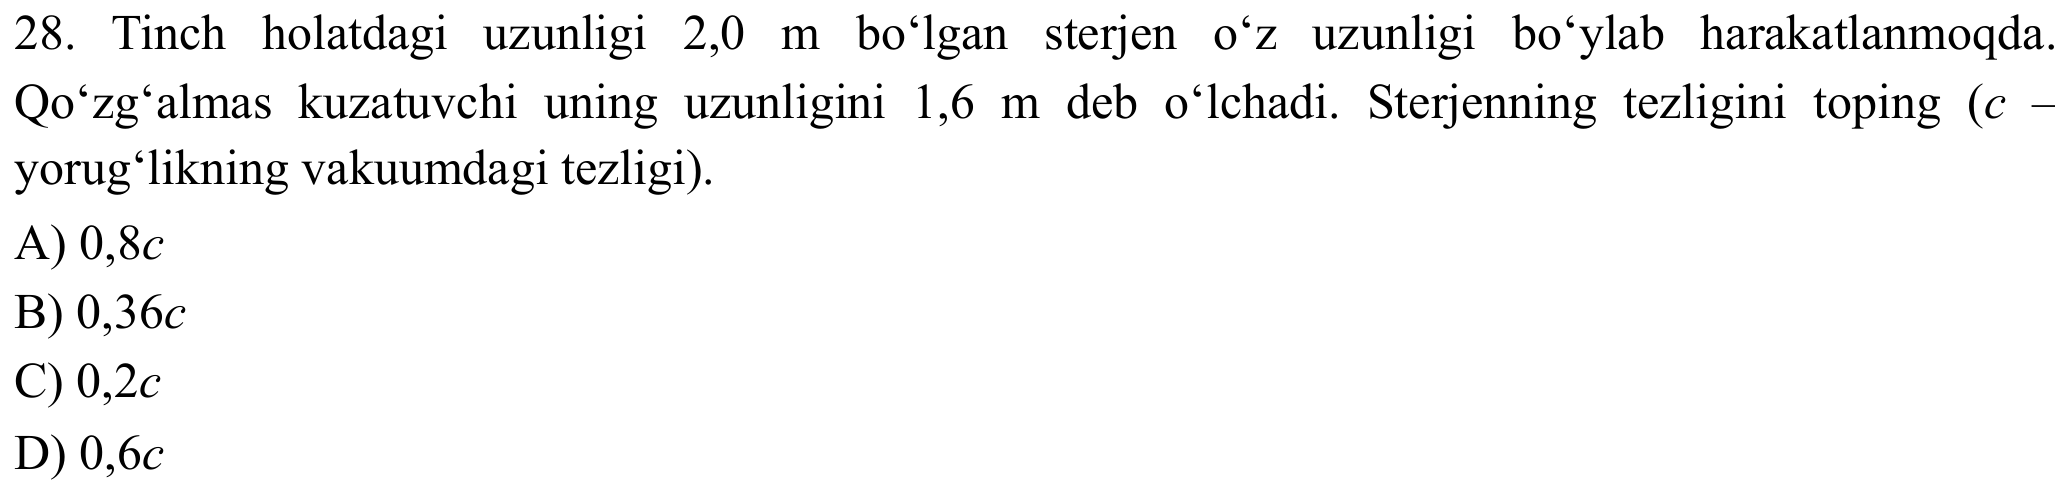 28. Tinch holatdagi uzunligi 2,0 m bo‘lgan sterjen o‘z uzunligi bo‘ylab harakatlanmoqda.
Qo‘zg‘almas kuzatuvchi uning uzunligini 1,6 m deb o‘lchadi. Sterjenning tezligini toping (c –
yorug‘likning vakuumdagi tezligi).
A) 0,8c
B) 0,36c
C) 0,2c
D) 0,6c